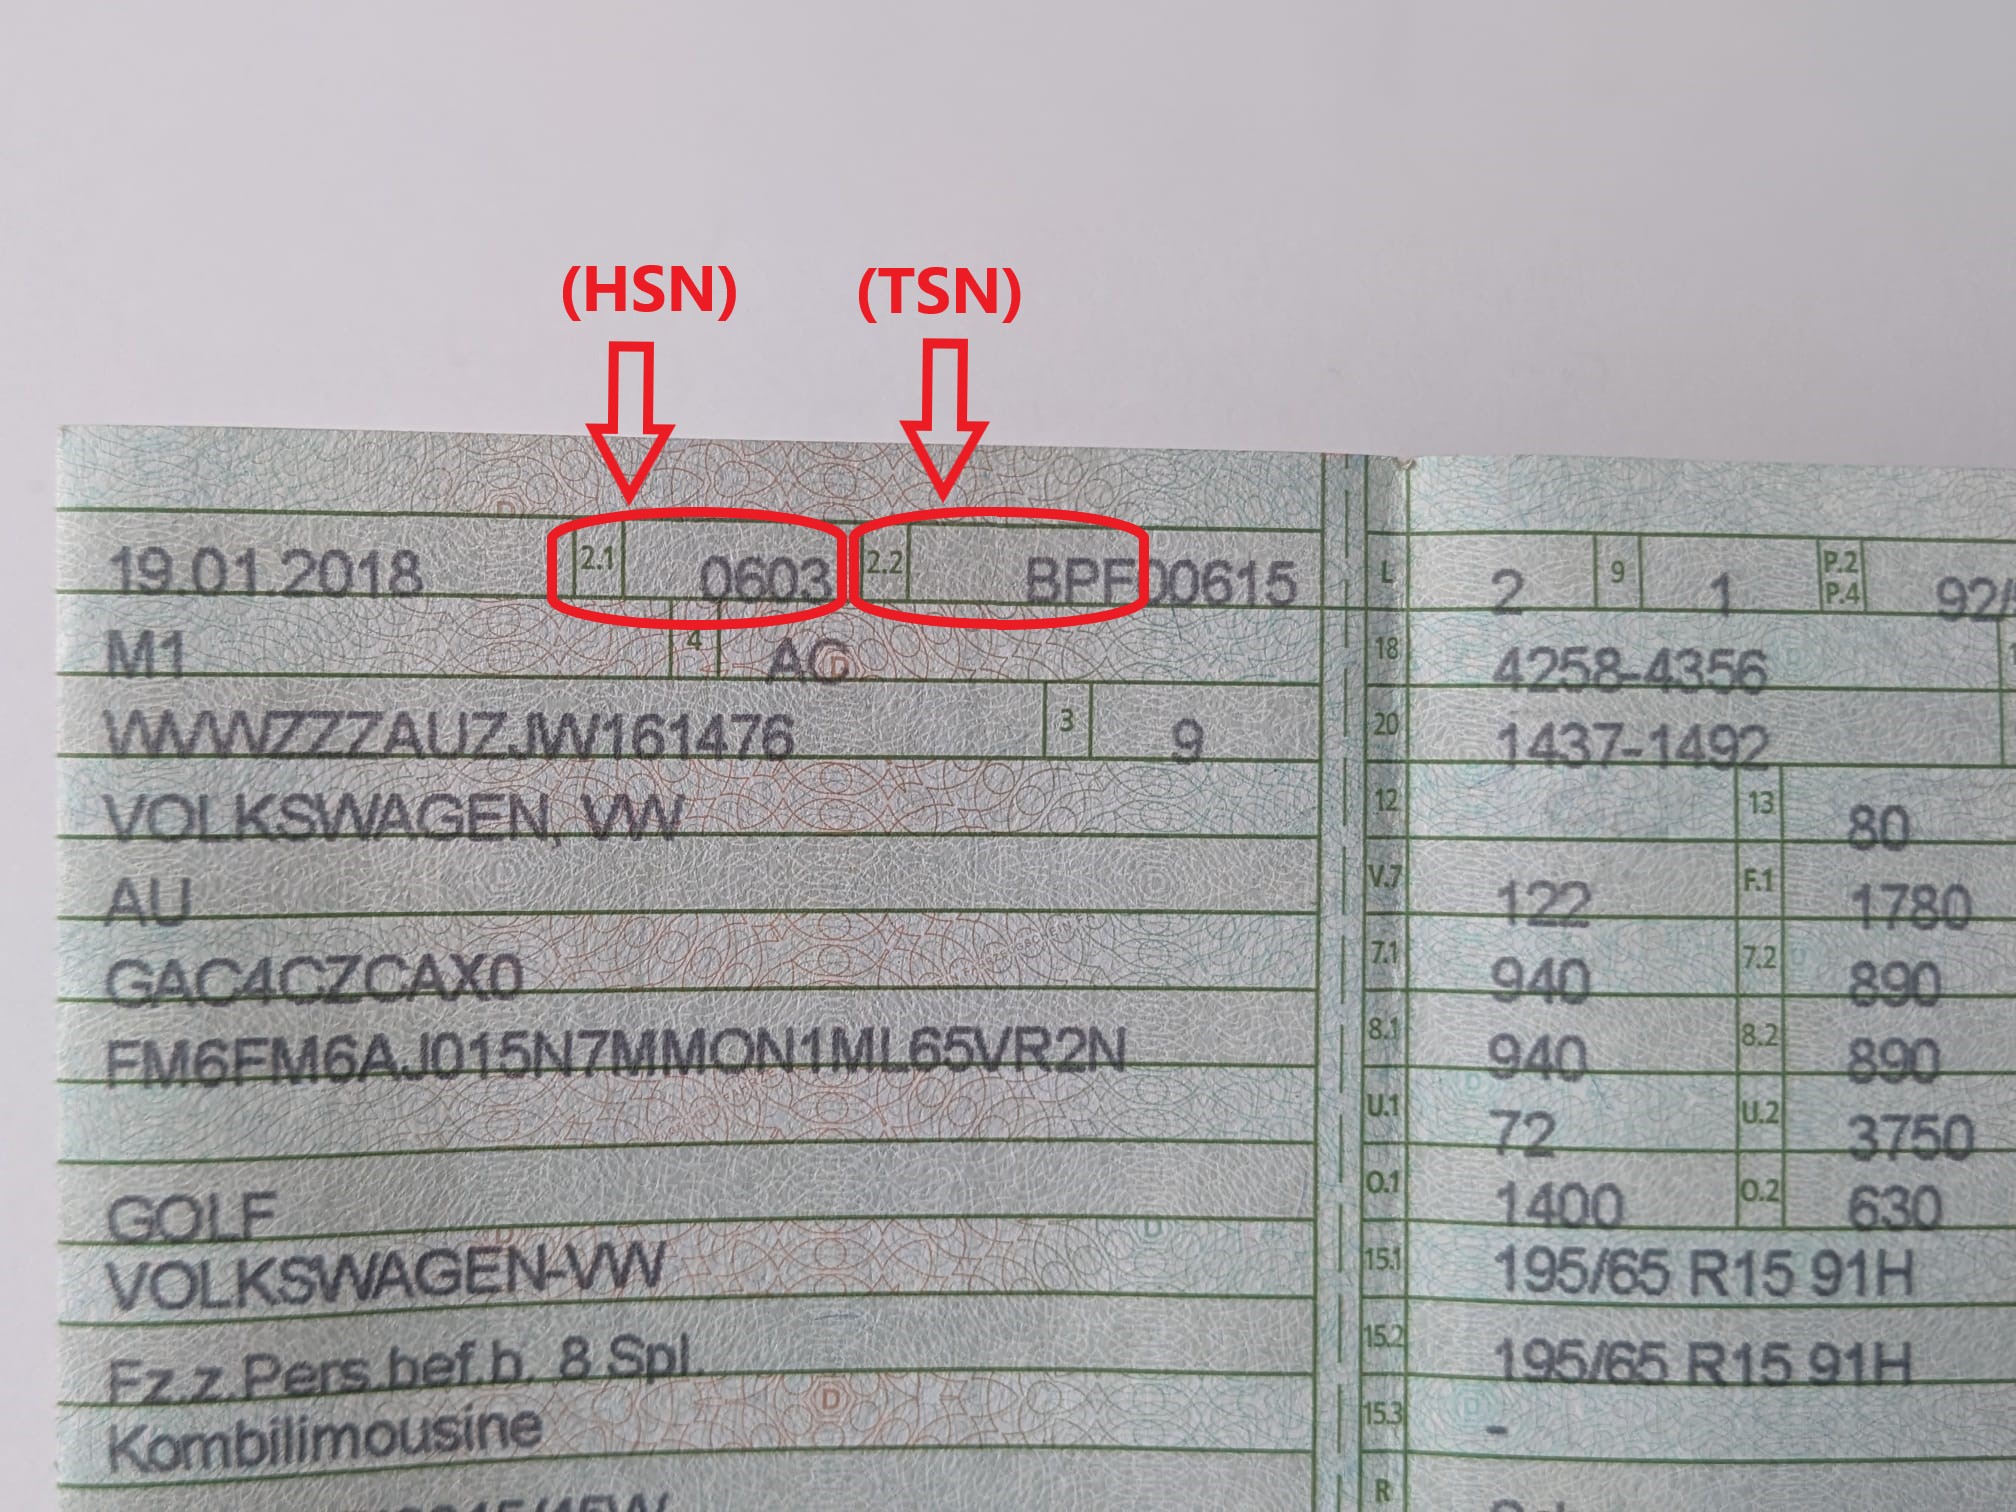 (HSN) (TSN)
19.01.2018 2.1 0603 2.2 BPF00615 L 2 9 1 P.2 P.4 92/
M1 4 AC 18 4258-4356
WVWZZZAUZJW161476 3 9 20 1437-1492
VOLKSWAGEN, VW 12 13 80
AU V.7 122 F.1 1780
GAC4CZCAX0 7.1 940 7.2 890
FM6FM6AJ015N7MMON1ML65VR2N 8.1 940 8.2 890
U.1 72 U.2 3750
GOLF O.1 1400 O.2 630
VOLKSWAGEN-VW 15.1 195/65 R15 91H
Fz.z.Pers.bef.b. 8 Spl. 15.2 195/65 R15 91H
Kombilimousine 15.3 -
R